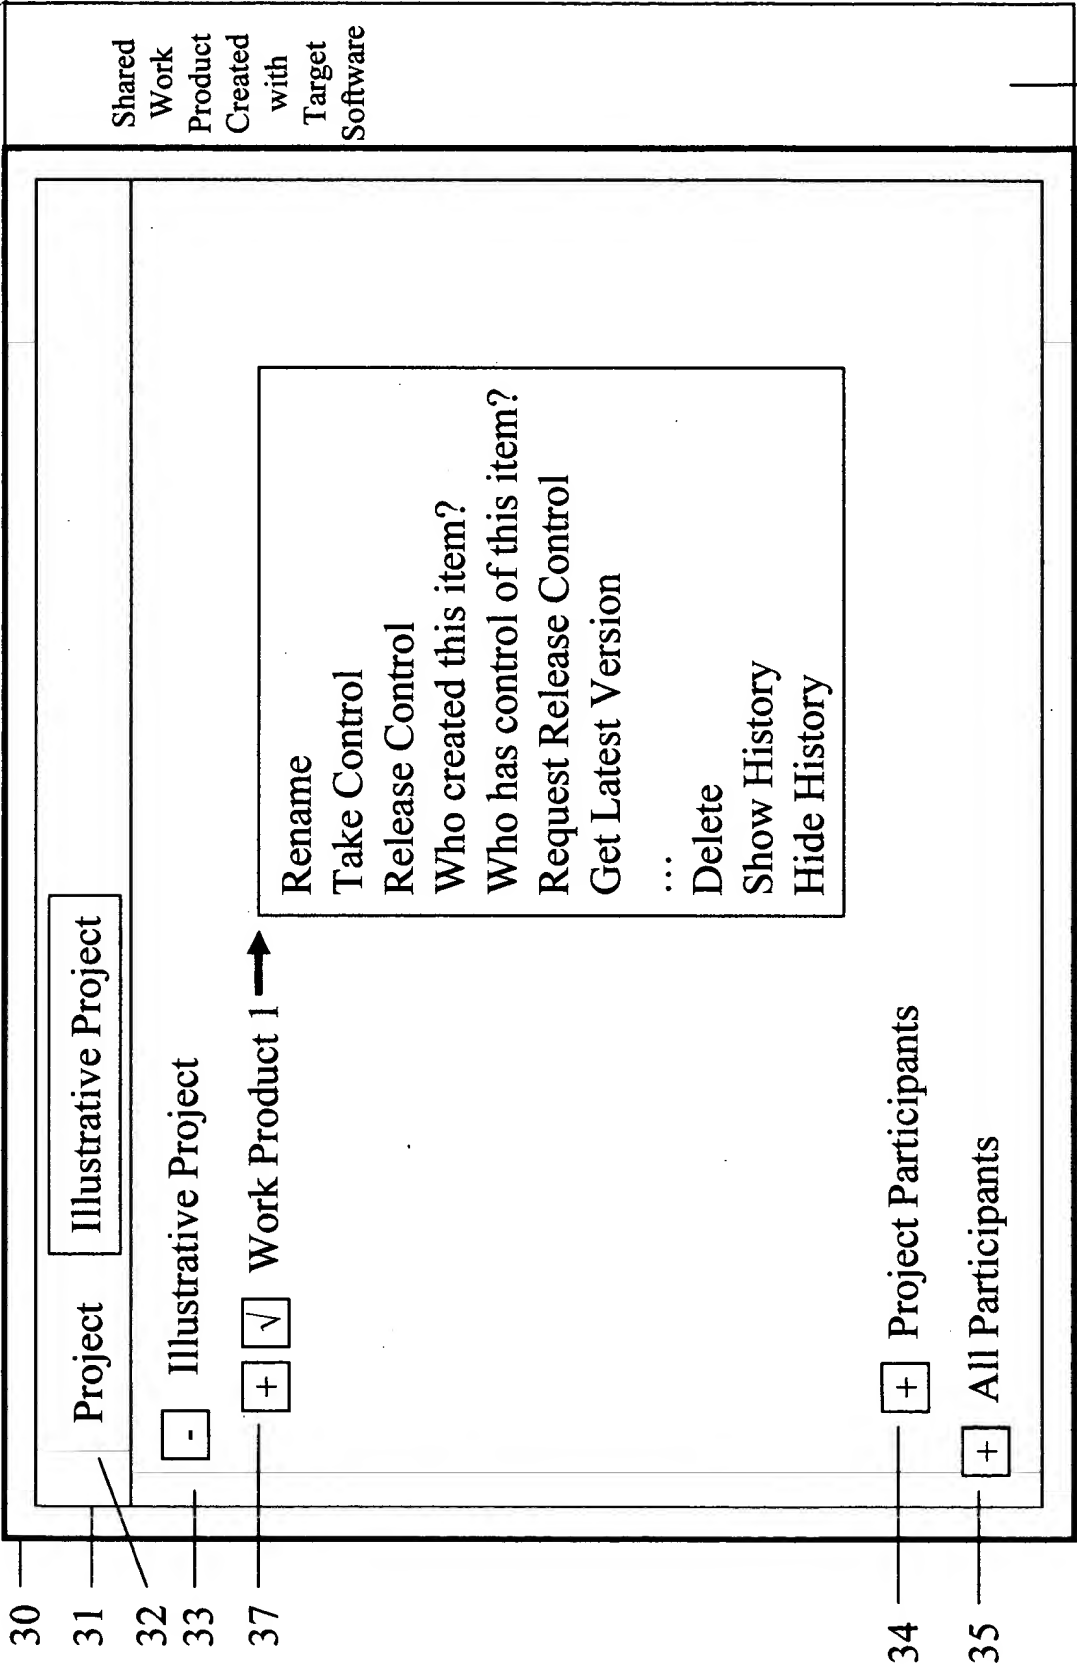 30
31
32
33
37
34
35
Project
Illustrative Project
- Illustrative Project
+ √ Work Product 1
Rename
Take Control
Release Control
Who created this item?
Who has control of this item?
Request Release Control
Get Latest Version
...
Delete
Show History
Hide History
+ Project Participants
+ All Participants
Shared
Work
Product
Created
with
Target
Software